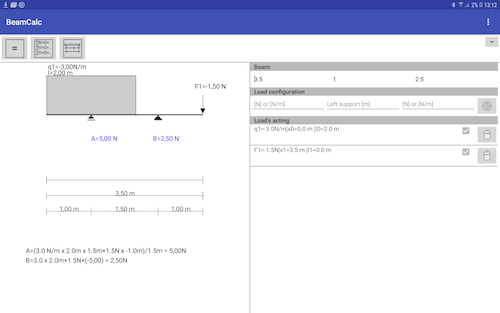 2% 13:12
BeamCalc
=
q1=-3,00N/m
l=2,00 m
F1=-1,50 N
A=5,00 N
B=2,50 N
3,50 m
1,00 m
1,50 m
1,00 m
A=(3.0 N/m x 2.0m x 1.5m+1.5N x -1.0m)/1.5m = 5,00N
B=3.0 x 2.0m+1.5N+(-5,00) = 2,50N
Beam:
3.5
1
2.5
Load configuration
[N] or [N/m]
Left support [m]
[N] or [N/m]
Load's acting
q1=-3.0N/m|x0=0.0 m |l0=2.0 m
F1=-1.5N|x1=3.5 m |l1=0.0 m